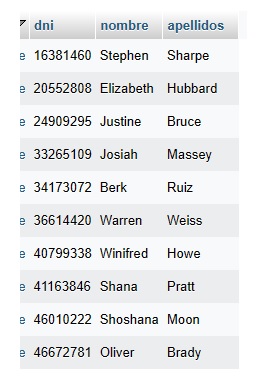 dni nombre apellidos
e 16381460 Stephen Sharpe
e 20552808 Elizabeth Hubbard
e 24909295 Justine Bruce
e 33265109 Josiah Massey
e 34173072 Berk Ruiz
e 36614420 Warren Weiss
e 40799338 Winifred Howe
e 41163846 Shana Pratt
e 46010222 Shoshana Moon
e 46672781 Oliver Brady